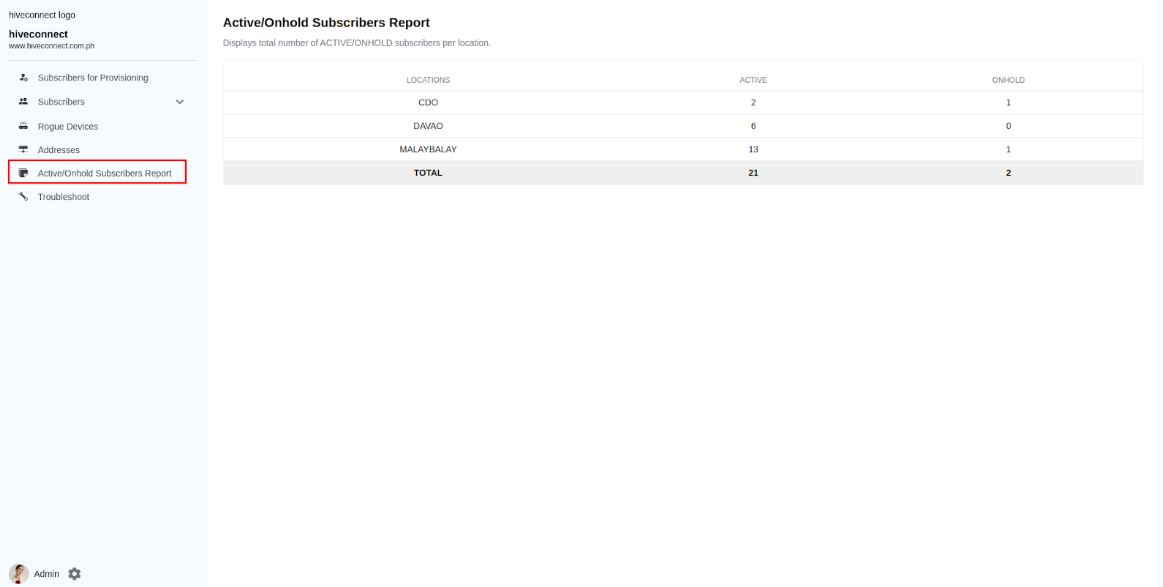 hiveconnect logo
hiveconnect
www.hiveconnect.com.ph
Subscribers for Provisioning
Subscribers
Rogue Devices
Addresses
Active/Onhold Subscribers Report
Troubleshoot
Admin
Active/Onhold Subscribers Report
Displays total number of ACTIVE/ONHOLD subscribers per location.
LOCATIONS ACTIVE ONHOLD
CDO 2 1
DAVAO 6 0
MALAYBALAY 13 1
TOTAL 21 2